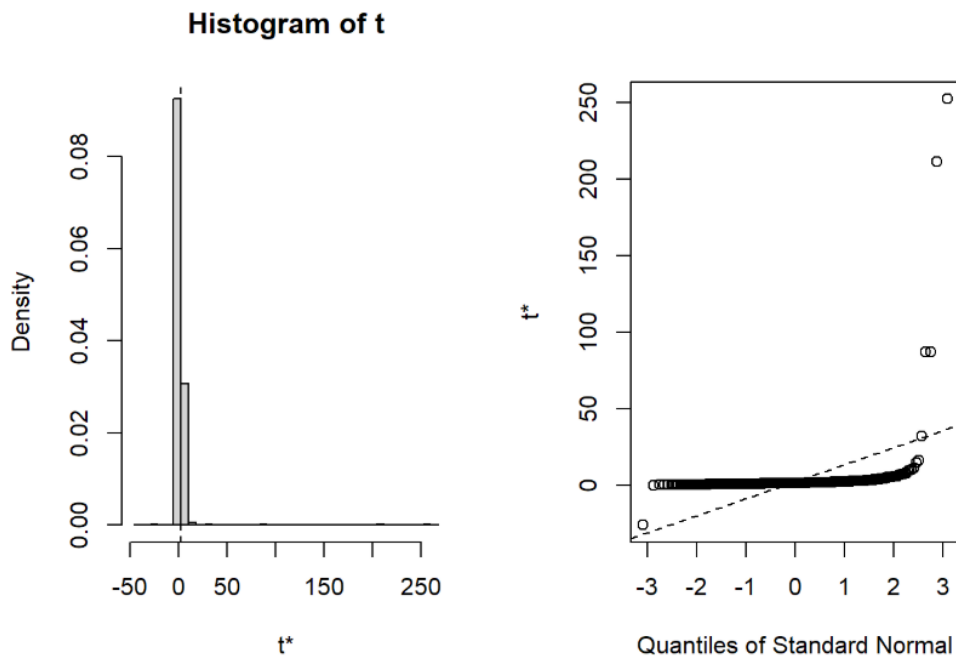 Histogram of t
Density
0.00 0.02 0.04 0.06 0.08
-50 0 50 150 250
t*
t*
0 50 100 150 200 250
-3 -2 -1 0 1 2 3
Quantiles of Standard Normal